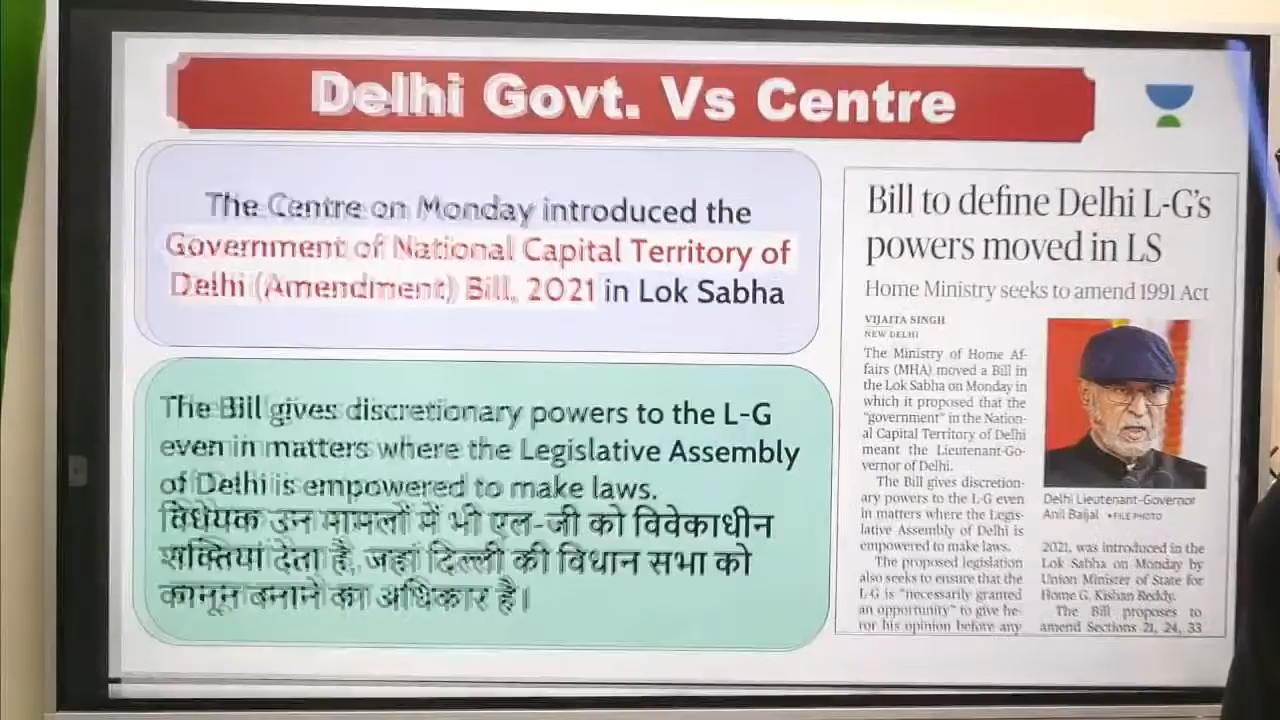 Delhi Govt. Vs Centre
The Centre on Monday introduced the
Government of National Capital Territory of
Delhi (Amendment) Bill, 2021 in Lok Sabha
The Bill gives discretionary powers to the L-G
even in matters where the Legislative Assembly
of Delhi is empowered to make laws.
विधेयक उन मामलों में भी एल-जी को विवेकाधीन
शक्तियां देता है, जहां दिल्ली की विधान सभा को
कानून बनाने का अधिकार है।
Bill to define Delhi L-G's
powers moved in LS
Home Ministry seeks to amend 1991 Act
VIJAITA SINGH
NEW DELHI
The Ministry of Home Af-
fairs (MHA) moved a Bill in
the Lok Sabha on Monday in
which it proposed that the
"government" in the Nation-
al Capital Territory of Delhi
meant the Lieutenant-Go-
vernor of Delhi.
The Bill gives discretion-
ary powers to the L-G even
in matters where the Legis-
lative Assembly of Delhi is
empowered to make laws.
The proposed legislation
also seeks to ensure that the
L-G is "necessarily granted
an opportunity" to give he-
r/or his opinion before any
Delhi Lieutenant-Governor
Anil Baijal •FILE PHOTO
2021, was introduced in the
Lok Sabha on Monday by
Union Minister of State for
Home G. Kishan Reddy.
The Bill proposes to
amend Sections 21, 24, 33